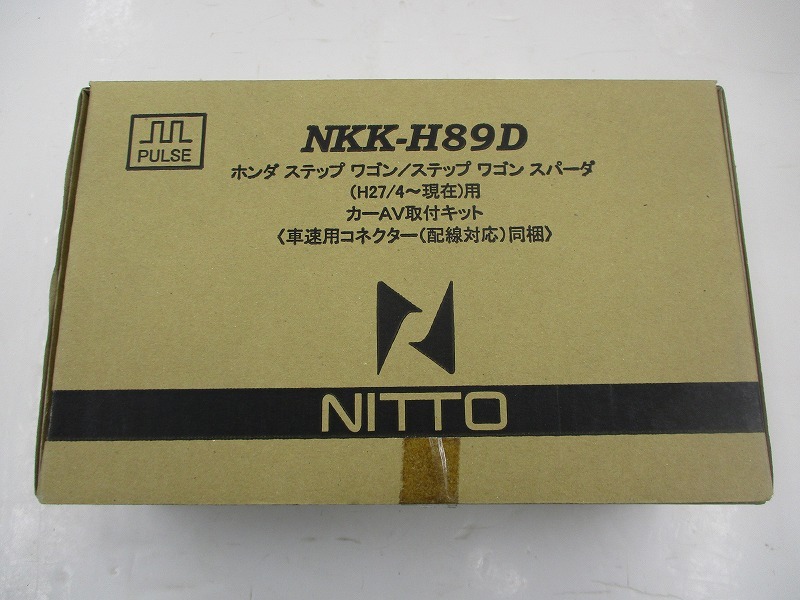 PULSE
NKK-H89D
ホンダ ステップ ワゴン/ステップ ワゴン スパーダ
(H27/4～現在)用
カーAV取付キット
〈車速用コネクター(配線対応)同梱〉
NITTO